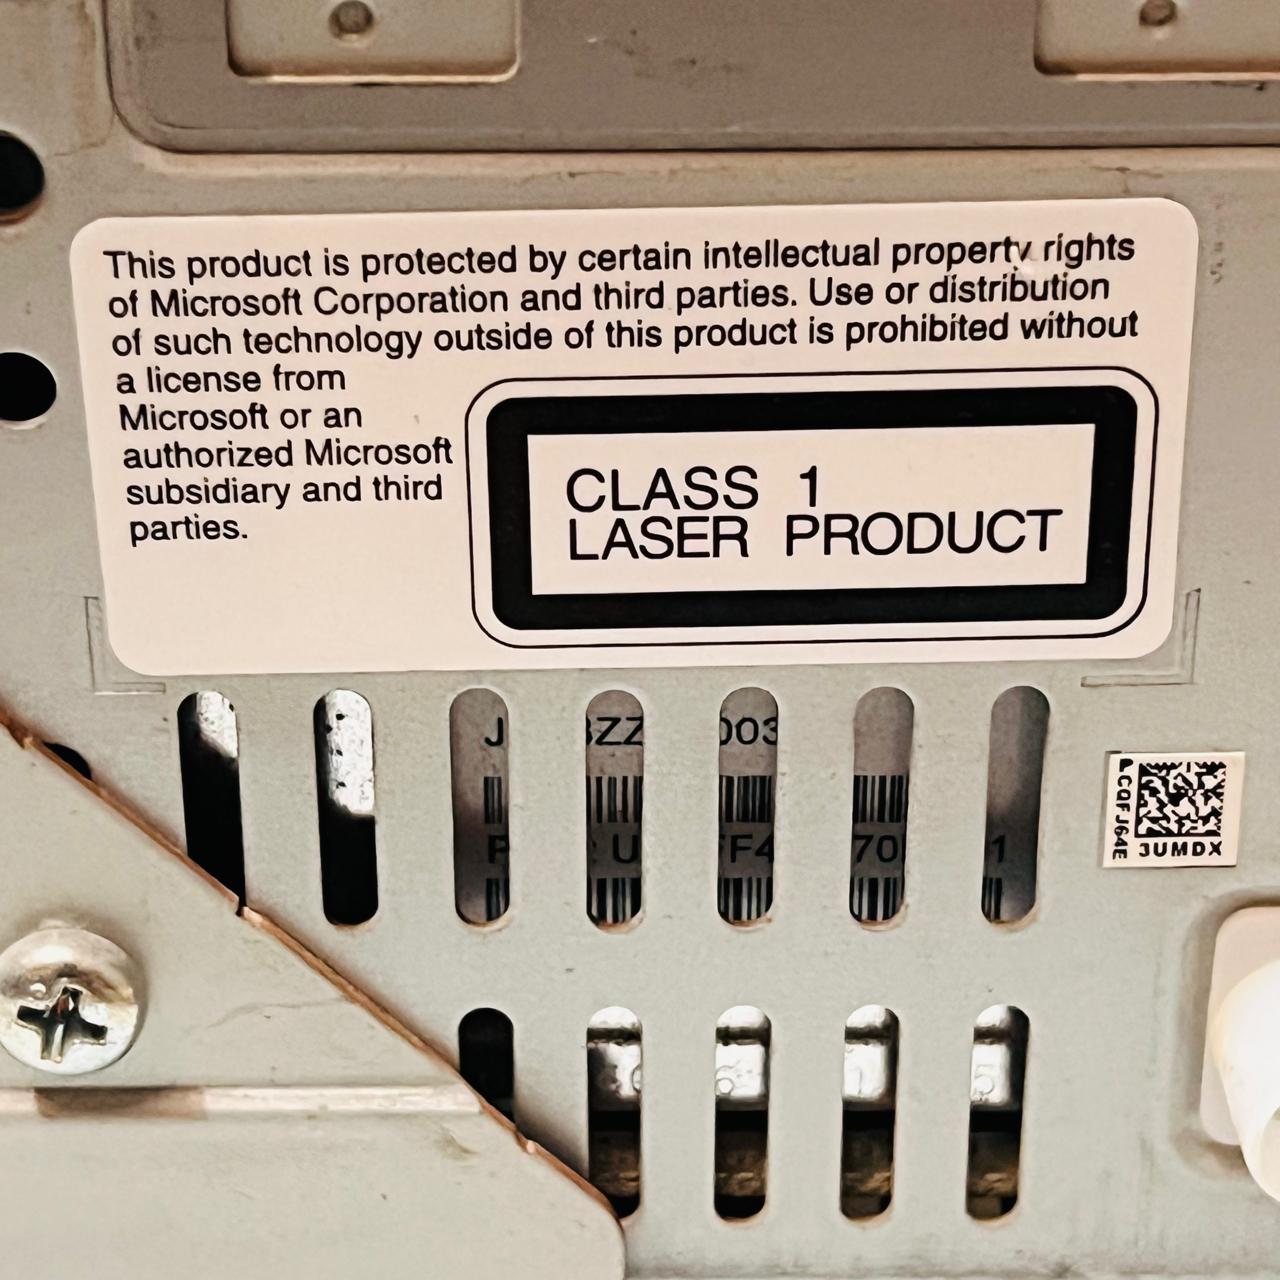 This product is protected by certain intellectual property rights
of Microsoft Corporation and third parties. Use or distribution
of such technology outside of this product is prohibited without
a license from
Microsoft or an
authorized Microsoft
subsidiary and third
parties.
CLASS 1
LASER PRODUCT
3UMDX